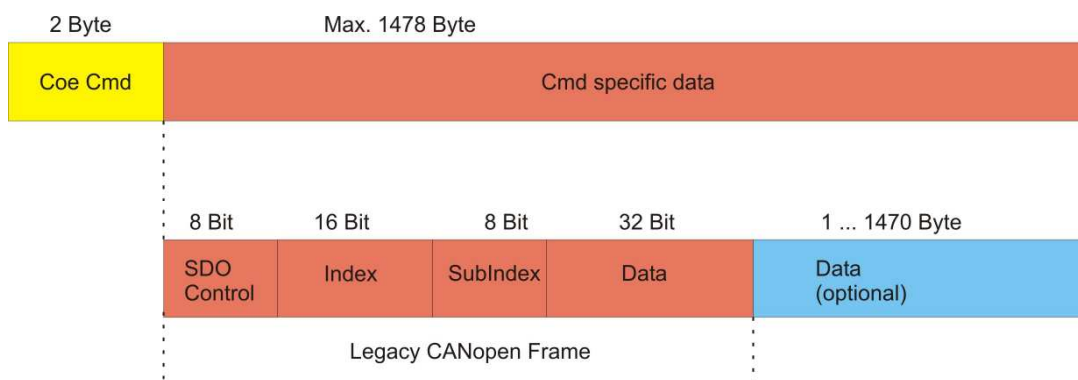 2 Byte Max. 1478 Byte
Coe Cmd Cmd specific data
8 Bit 16 Bit 8 Bit 32 Bit 1 ... 1470 Byte
SDO
Control
Index
SubIndex
Data
Data
(optional)
Legacy CANopen Frame